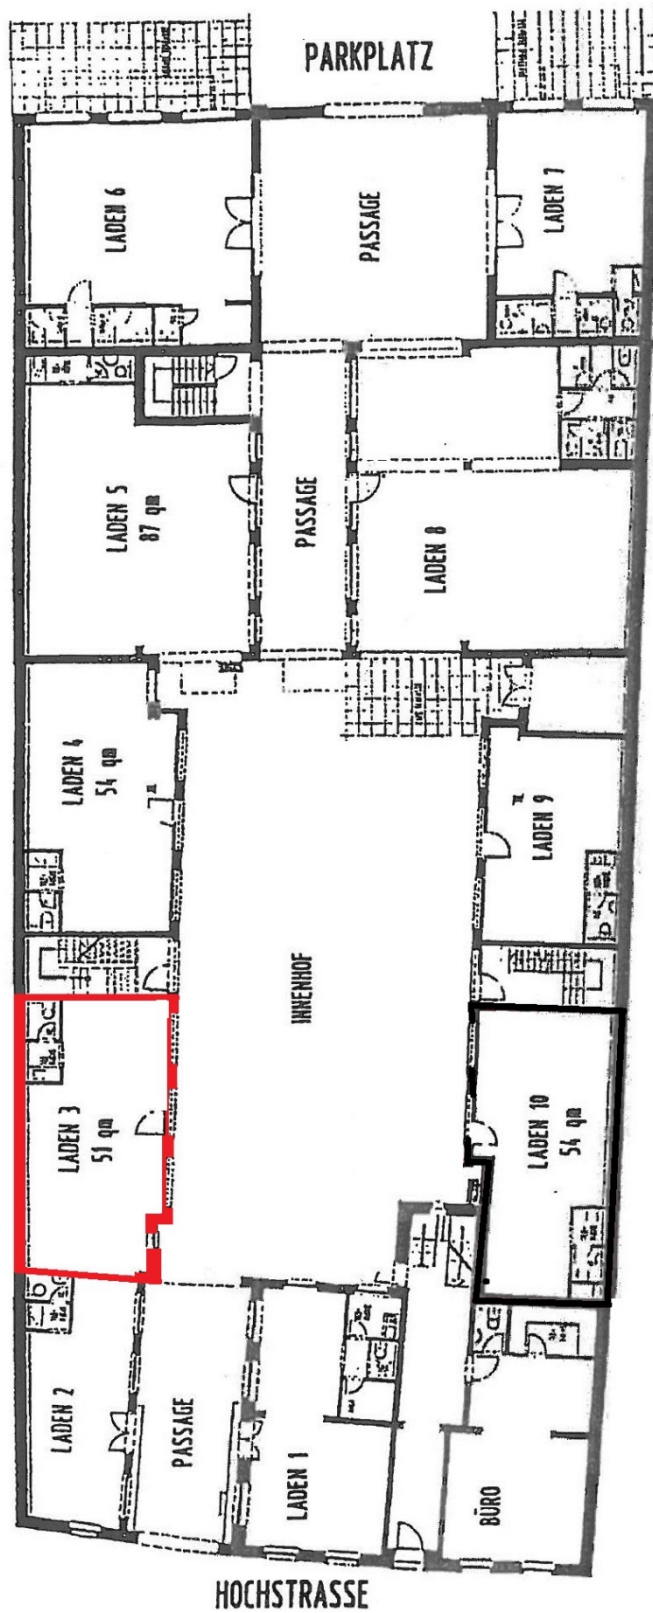 PARKPLATZ
LADEN 6
PASSAGE
LADEN 7
LADEN 5
87 qm
PASSAGE
LADEN 8
LADEN 4
54 qm
LADEN 9
INNENHOF
LADEN 3
51 qm
LADEN 10
54 qm
LADEN 2
PASSAGE
LADEN 1
BÜRO
HOCHSTRASSE